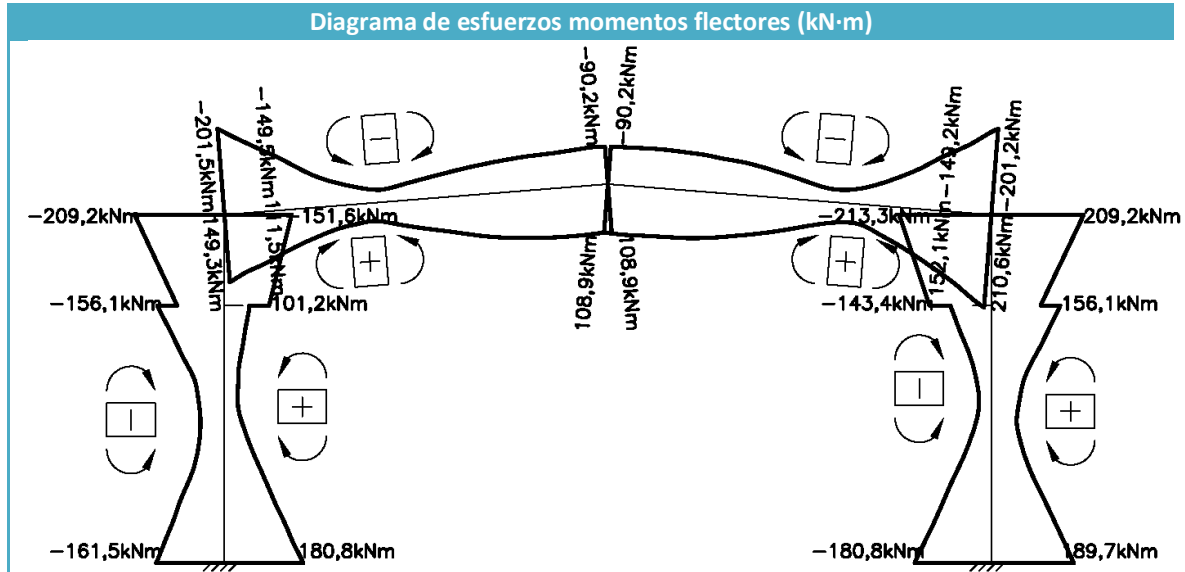 Diagrama de esfuerzos momentos flectores (kN·m)
-90,2kNm
-90,2kNm
-201,5kNm
149,3kNm
-149,5kNm
-149,2kNm
152,1kNm
-201,2kNm
210,6kNm
-209,2kNm
-151,6kNm
-213,3kNm
209,2kNm
-156,1kNm
101,2kNm
108,9kNm
108,9kNm
-143,4kNm
156,1kNm
-161,5kNm
180,8kNm
-180,8kNm
189,7kNm